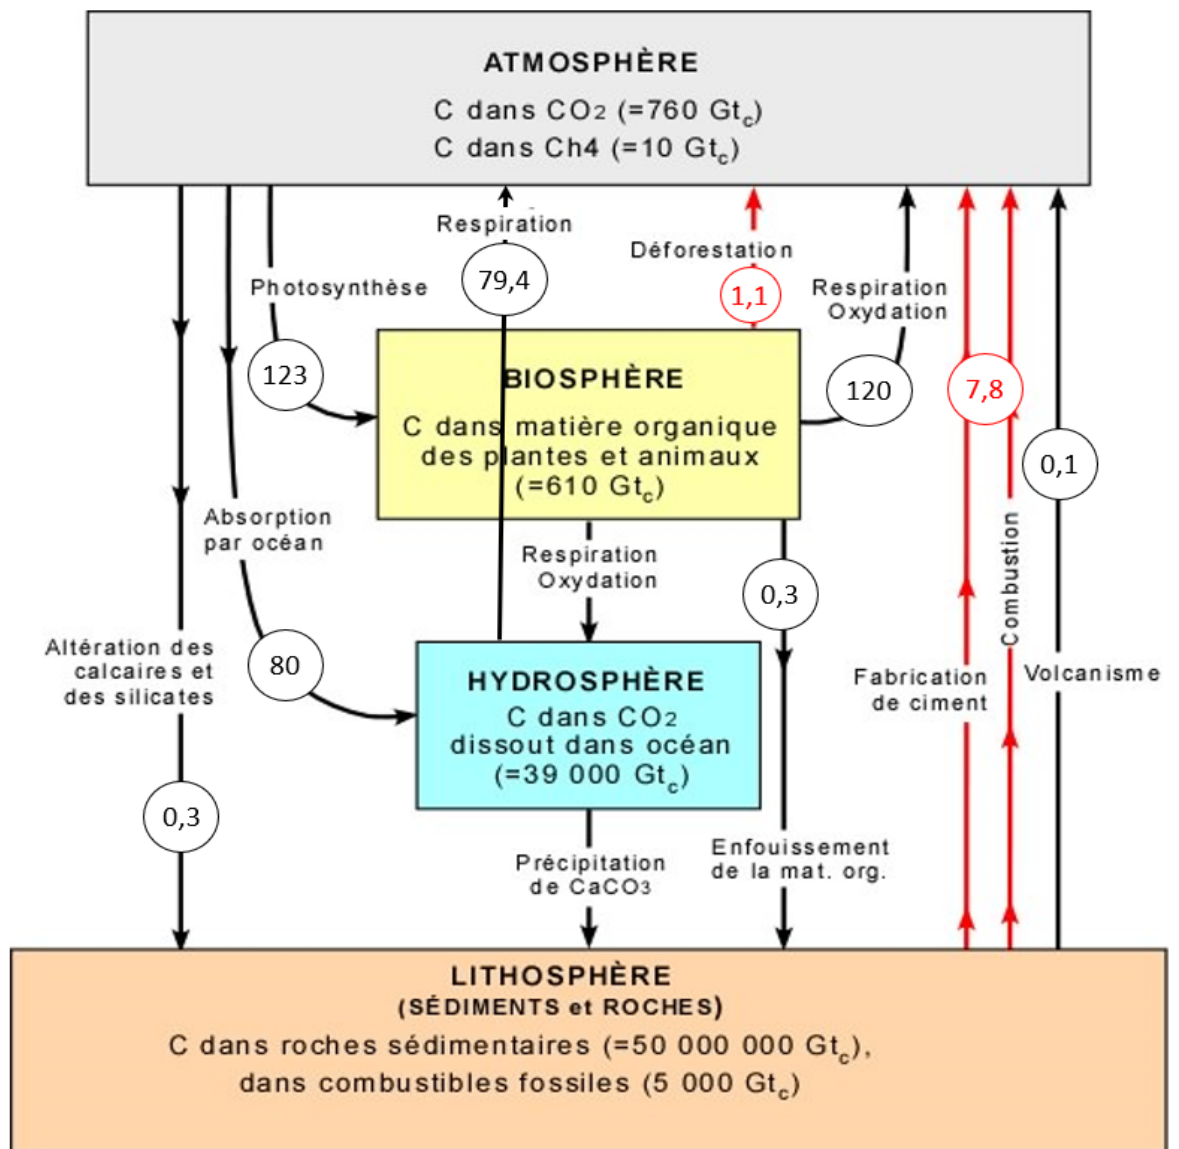 ATMOSPHÈRE
C dans CO2 (=760 Gtc)
C dans Ch4 (=10 Gtc)
Respiration
79,4
Déforestation
1,1
Photosynthèse
123
Respiration
Oxydation
120
7,8
0,1
BIOSPHÈRE
C dans matière organique
des plantes et animaux
(=610 Gtc)
Absorption
par océan
80
Respiration
Oxydation
0,3
Combustion
Altération des
calcaires et
des silicates
0,3
HYDROSPHÈRE
C dans CO2
dissout dans océan
(=39 000 Gtc)
Fabrication
de ciment
Volcanisme
Précipitation
de CaCO3
Enfouissement
de la mat. org.
LITHOSPHÈRE
(SÉDIMENTS et ROCHES)
C dans roches sédimentaires (=50 000 000 Gtc),
dans combustibles fossiles (5 000 Gtc)